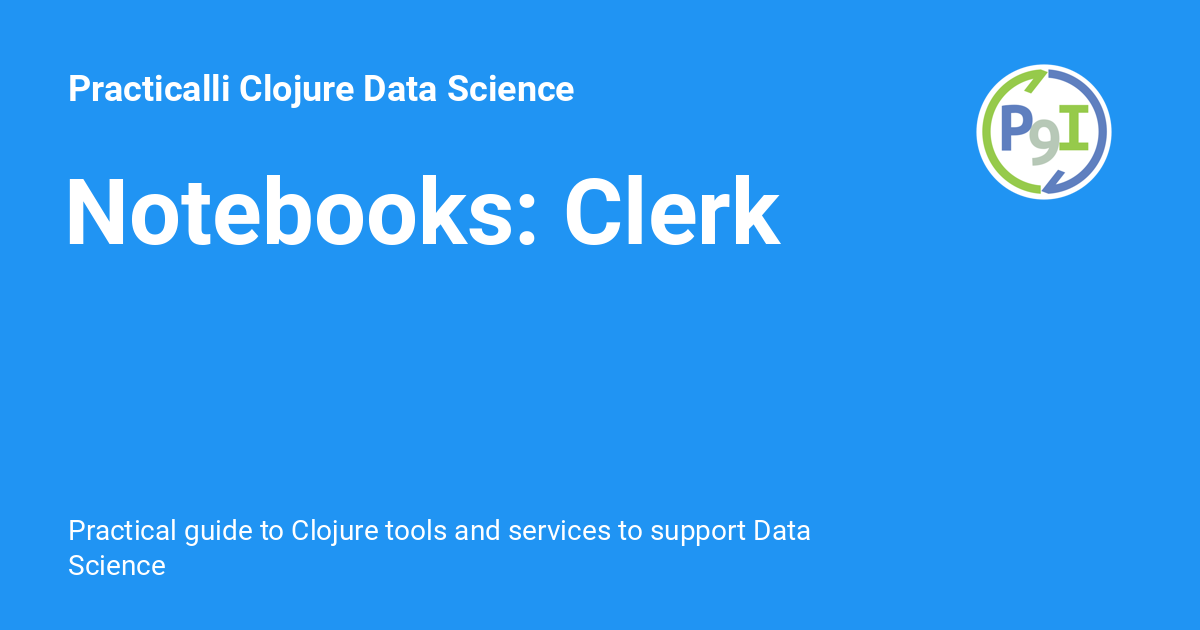 Practicalli Clojure Data Science
P9I
Notebooks: Clerk
Practical guide to Clojure tools and services to support Data
Science